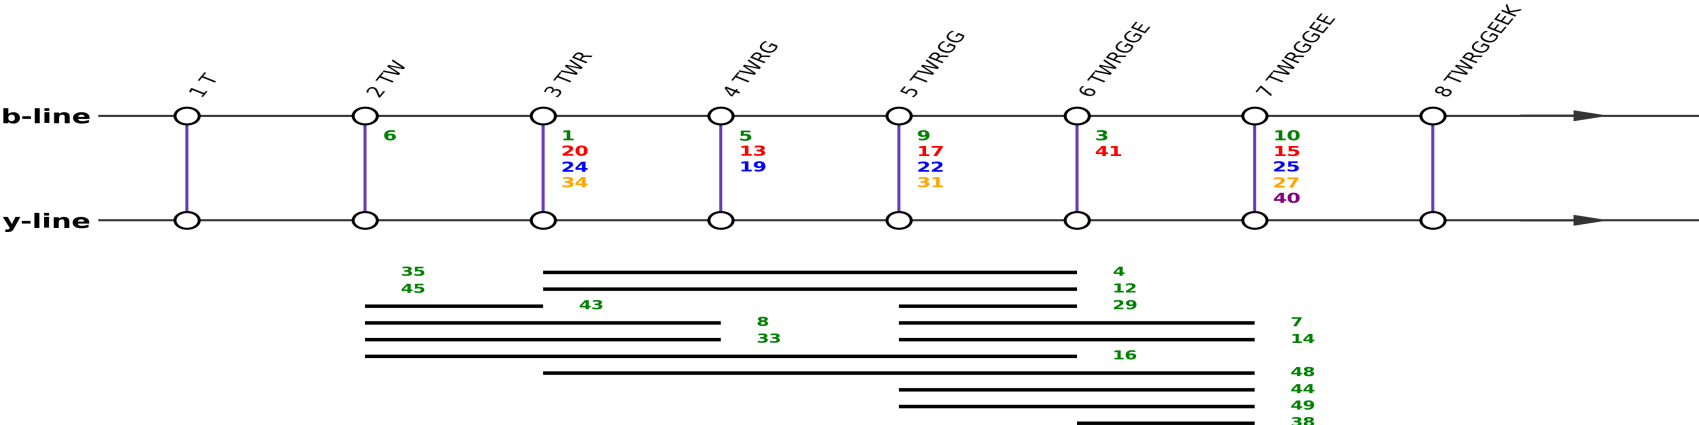 1 T
2 TW
3 TWR
4 TWRG
5 TWRGG
6 TWRGGE
7 TWRGGEE
8 TWRGGEEK
b-line
6 1 5 9 3 10
20 13 17 41 15
24 19 22 25
34 31 27
40
y-line
35 4
45 12
43 29
8 7
33 14
16
48
44
49
38